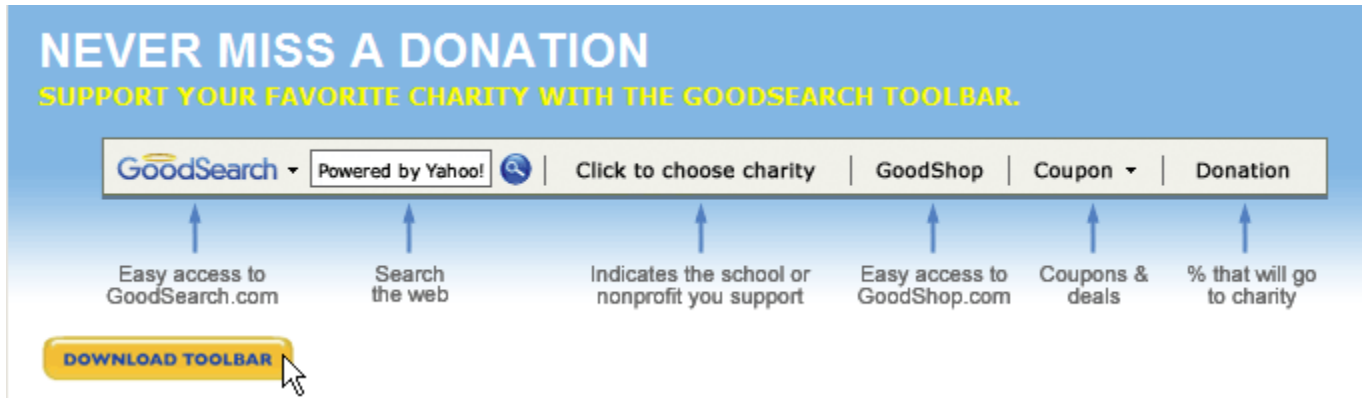 NEVER MISS A DONATION
SUPPORT YOUR FAVORITE CHARITY WITH THE GOODSEARCH TOOLBAR.
GoodSearch Powered by Yahoo! Click to choose charity GoodShop Coupon Donation
Easy access to Search Indicates the school or Easy access to Coupons & % that will go
GoodSearch.com the web nonprofit you support GoodShop.com deals to charity
DOWNLOAD TOOLBAR